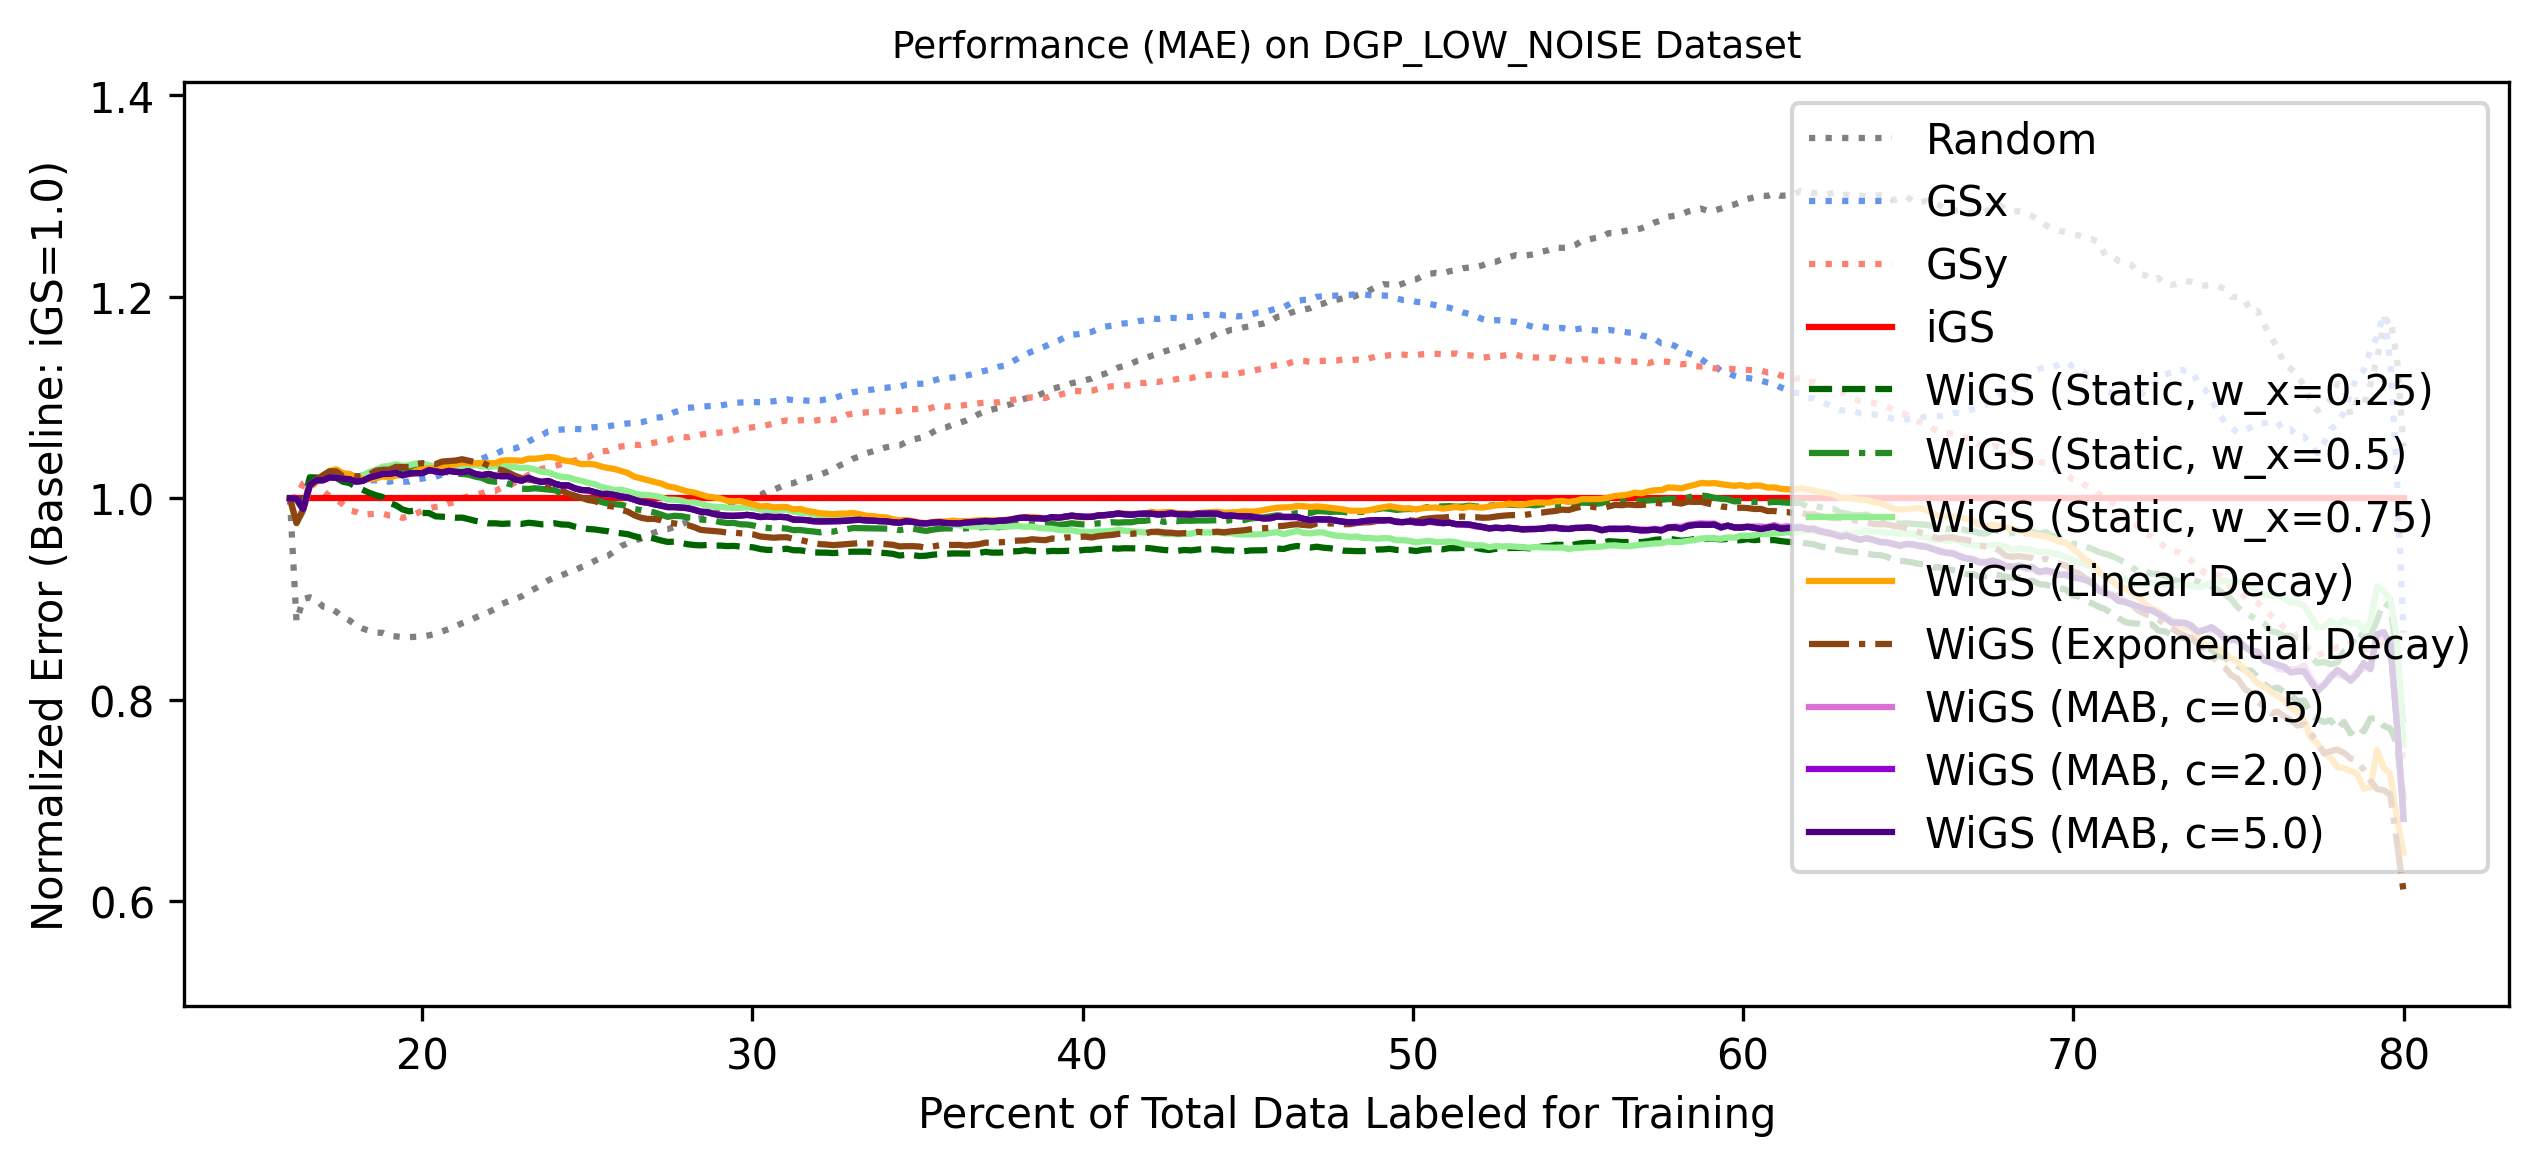 Performance (MAE) on DGP_LOW_NOISE Dataset
Normalized Error (Baseline: iGS=1.0)
1.4
1.2
1.0
0.8
0.6
20
30
40
50
60
70
80
Percent of Total Data Labeled for Training
Random
GSx
GSy
iGS
WiGS (Static, w_x=0.25)
WiGS (Static, w_x=0.5)
WiGS (Static, w_x=0.75)
WiGS (Linear Decay)
WiGS (Exponential Decay)
WiGS (MAB, c=0.5)
WiGS (MAB, c=2.0)
WiGS (MAB, c=5.0)